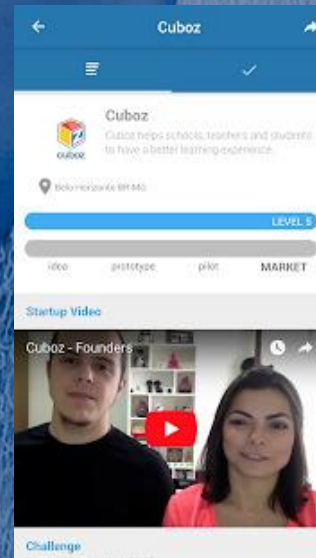 Cuboz
cuboz
Cuboz
Cuboz helps schools, teachers and students
to have a better learning experience.
Belo Horizonte BR-MG
LEVEL 5
idea prototype pilot MARKET
Startup Video
Cuboz - Founders
Challenge